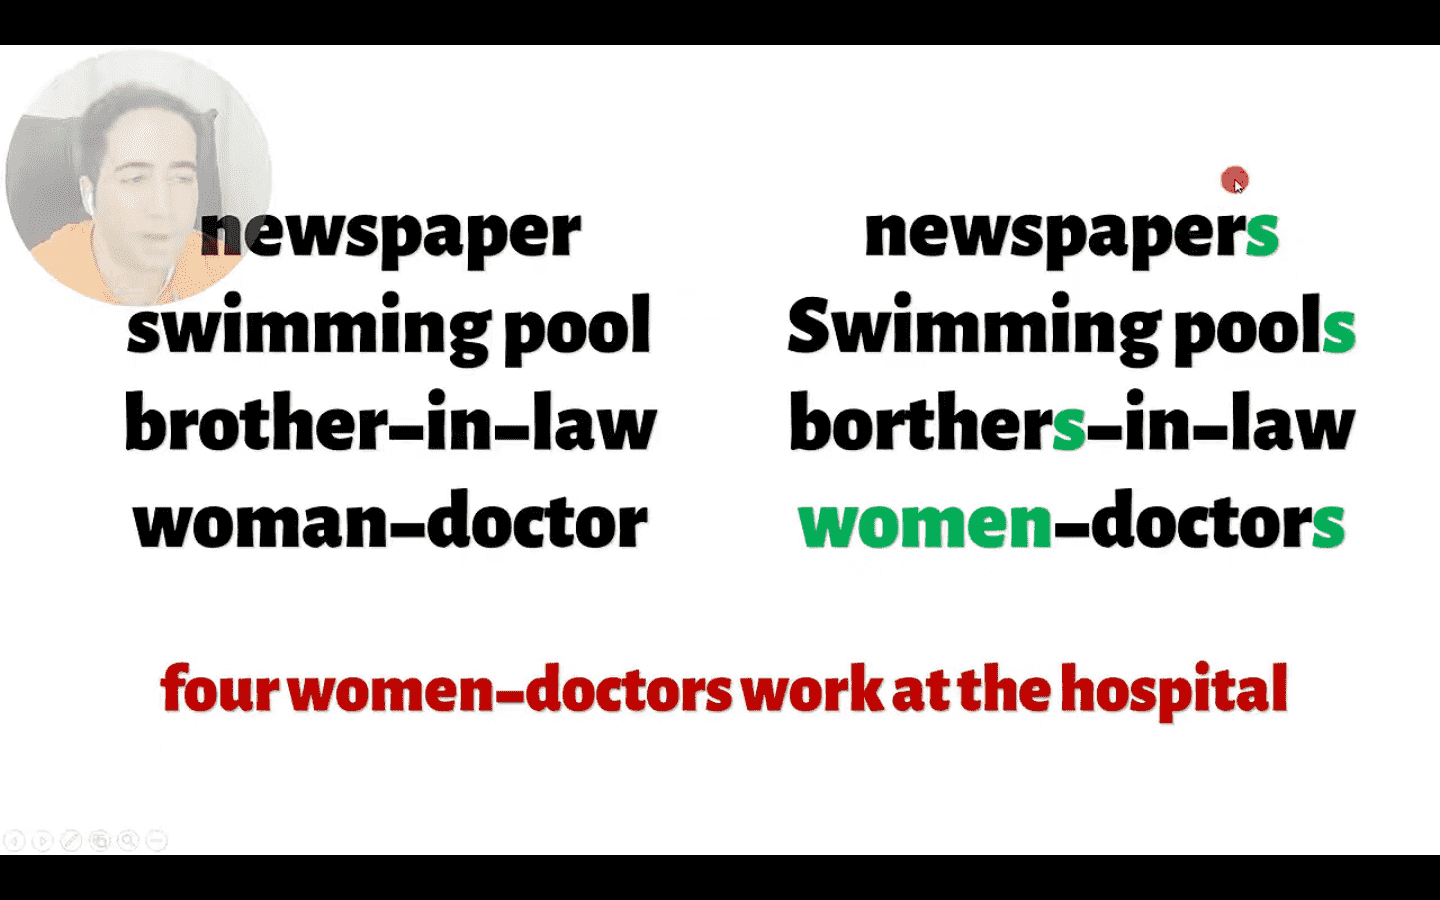 newspaper newspapers
swimming pool Swimming pools
brother-in-law borthers-in-law
woman-doctor women-doctors
four women-doctors work at the hospital